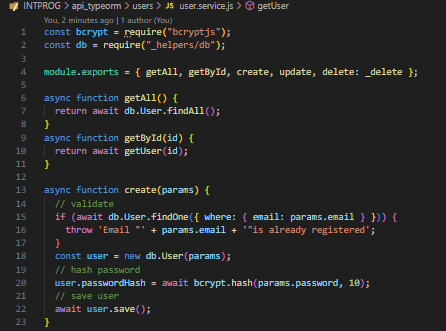 INTPROG > api_typeorm > users > JS user.service.js > getUser
You, 2 minutes ago | 1 author (You)
1 const bcrypt = require("bcryptjs");
2 const db = require("_helpers/db");
3
4 module.exports = { getAll, getById, create, update, delete: _delete };
5
6 async function getAll() {
7 return await db.User.findAll();
8 }
9 async function getById(id) {
10 return await getUser(id);
11 }
12
13 async function create(params) {
14 // validate
15 if (await db.User.findOne({ where: { email: params.email } })) {
16 throw 'Email "' + params.email + '"is already registered';
17 }
18 const user = new db.User(params);
19 // hash password
20 user.passwordHash = await bcrypt.hash(params.password, 10);
21 // save user
22 await user.save();
23 }